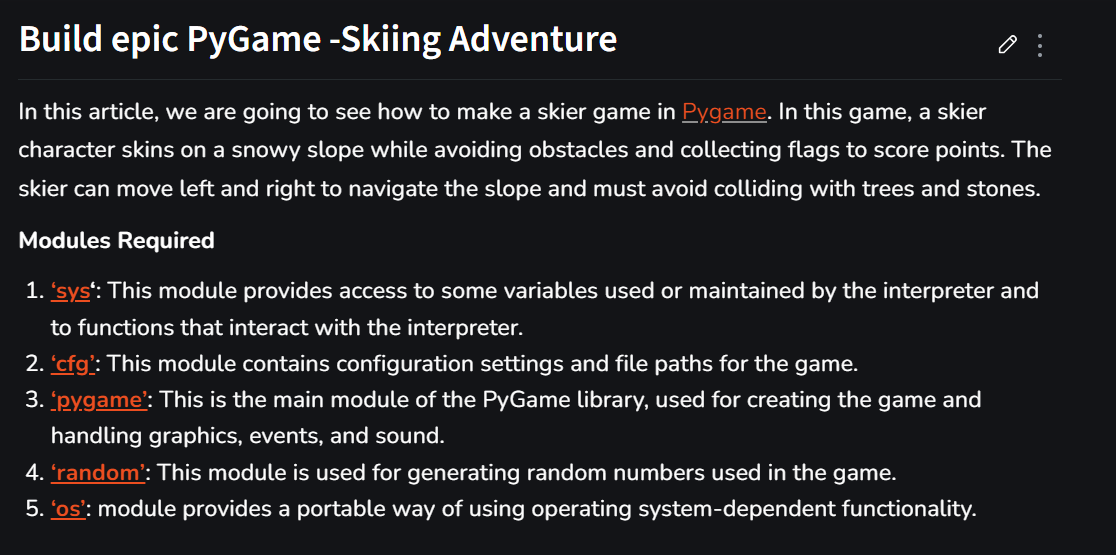 Build epic PyGame -Skiing Adventure
In this article, we are going to see how to make a skier game in Pygame. In this game, a skier
character skins on a snowy slope while avoiding obstacles and collecting flags to score points. The
skier can move left and right to navigate the slope and must avoid colliding with trees and stones.
Modules Required
1. ‘sys‘: This module provides access to some variables used or maintained by the interpreter and
to functions that interact with the interpreter.
2. ‘cfg’: This module contains configuration settings and file paths for the game.
3. ‘pygame’: This is the main module of the PyGame library, used for creating the game and
handling graphics, events, and sound.
4. ‘random’: This module is used for generating random numbers used in the game.
5. ‘os’: module provides a portable way of using operating system-dependent functionality.